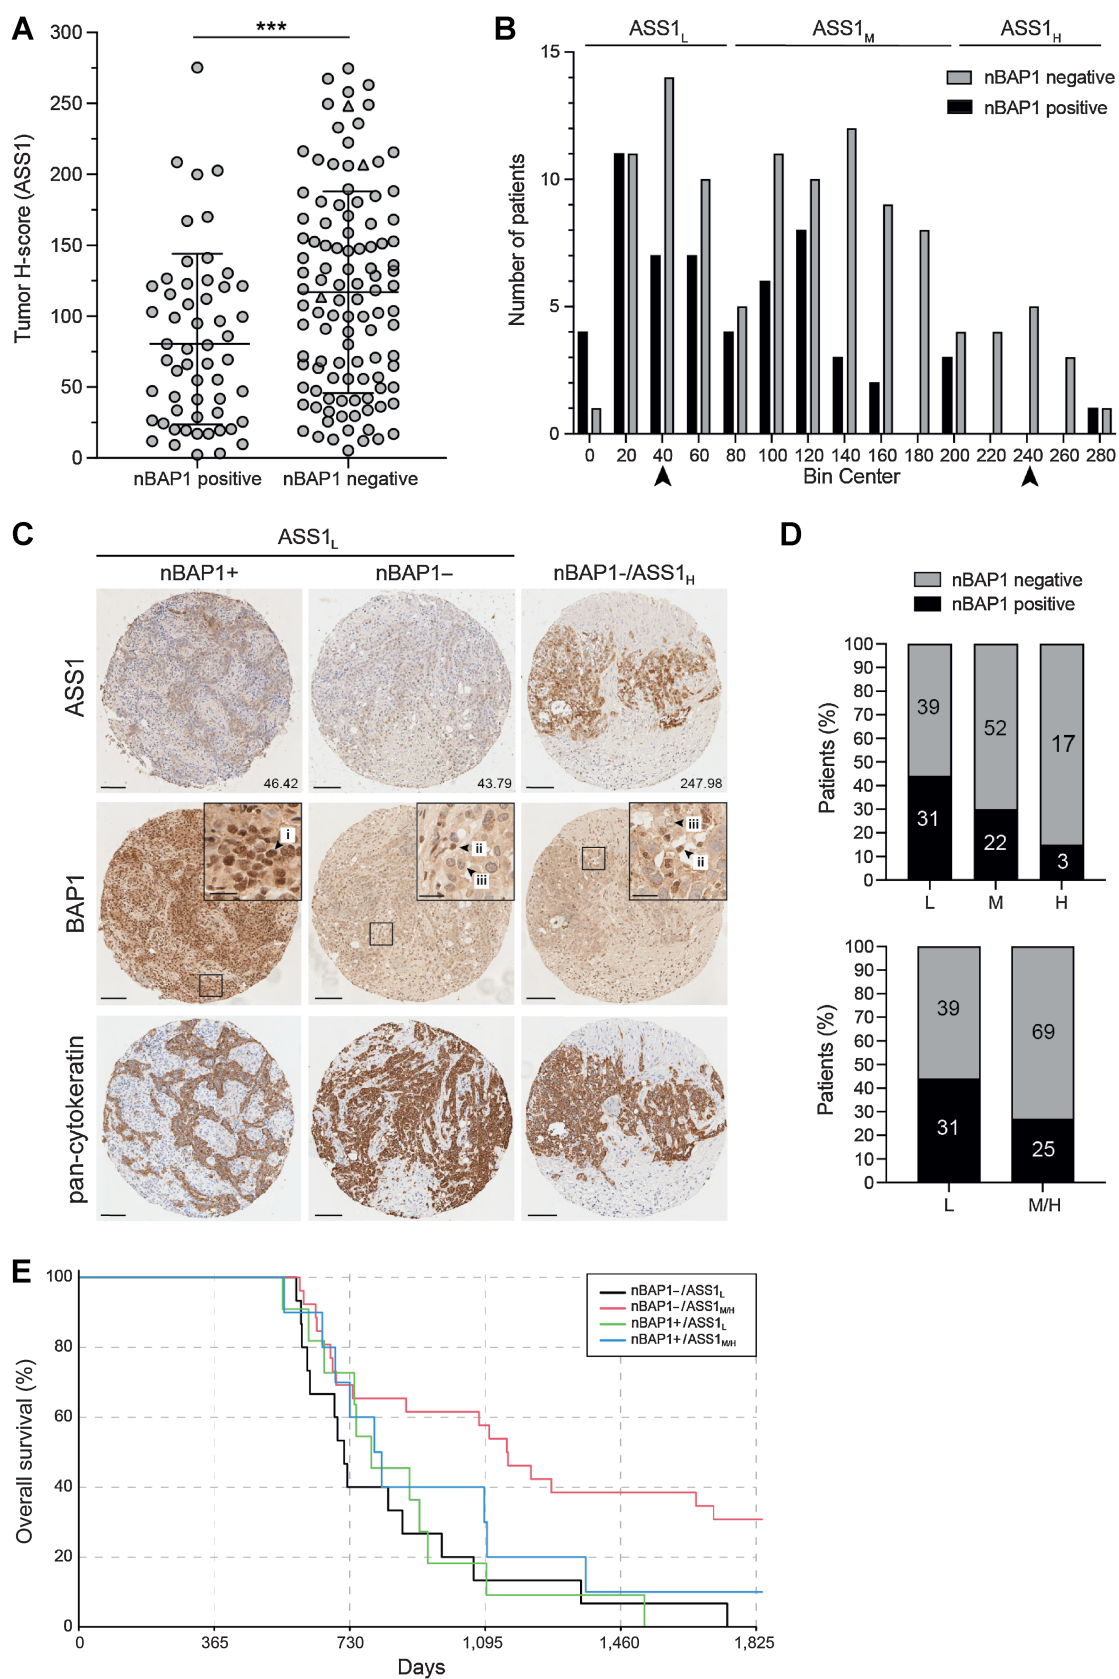 A
***
300
250
200
150
100
50
0
Tumor H-score (ASS1)
nBAP1 positive
nBAP1 negative
B
ASS1L
ASS1M
ASS1H
nBAP1 negative
nBAP1 positive
15
10
5
0
Number of patients
0 20 40 60 80 100 120 140 160 180 200 220 240 260 280
Bin Center
C
ASS1L
nBAP1+
nBAP1–
nBAP1-/ASS1H
ASS1
46.42
43.79
247.98
BAP1
i
ii
iii
iii
ii
pan-cytokeratin
D
nBAP1 negative
nBAP1 positive
100
90
80
70
60
50
40
30
20
10
0
Patients (%)
39
52
17
31
22
3
L M H
100
90
80
70
60
50
40
30
20
10
0
Patients (%)
39
69
31
25
L M/H
E
100
80
60
40
20
0
Overall survival (%)
nBAP1–/ASS1L
nBAP1–/ASS1M/H
nBAP1+/ASS1L
nBAP1+/ASS1M/H
0 365 730 1,095 1,460 1,825
Days